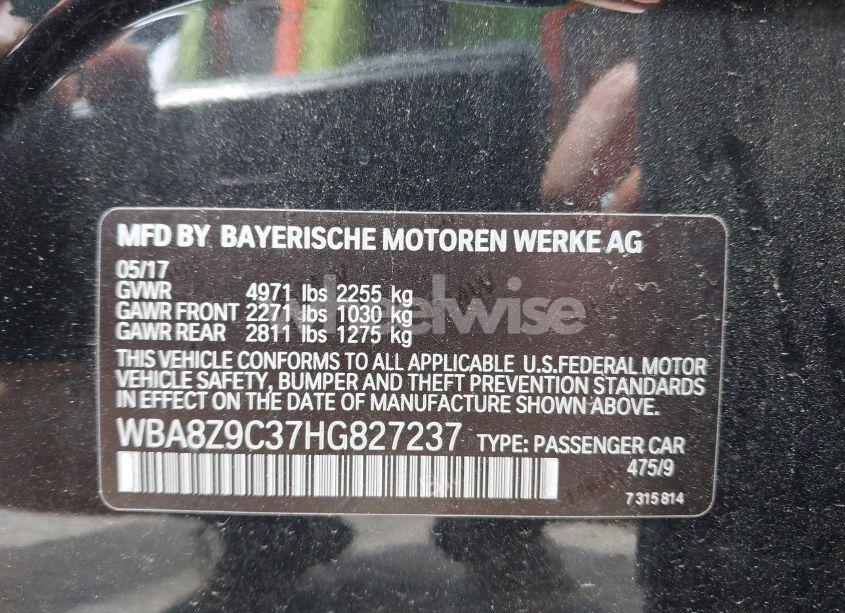 MFD BY BAYERISCHE MOTOREN WERKE AG
05/17
GVWR 4971 lbs 2255 kg
GAWR FRONT 2271 lbs 1030 kg
GAWR REAR 2811 lbs 1275 kg
wheelwise
THIS VEHICLE CONFORMS TO ALL APPLICABLE U.S.FEDERAL MOTOR
VEHICLE SAFETY, BUMPER AND THEFT PREVENTION STANDARDS
IN EFFECT ON THE DATE OF MANUFACTURE SHOWN ABOVE.
WBA8Z9C37HG827237 TYPE: PASSENGER CAR
475/9
7 315 814